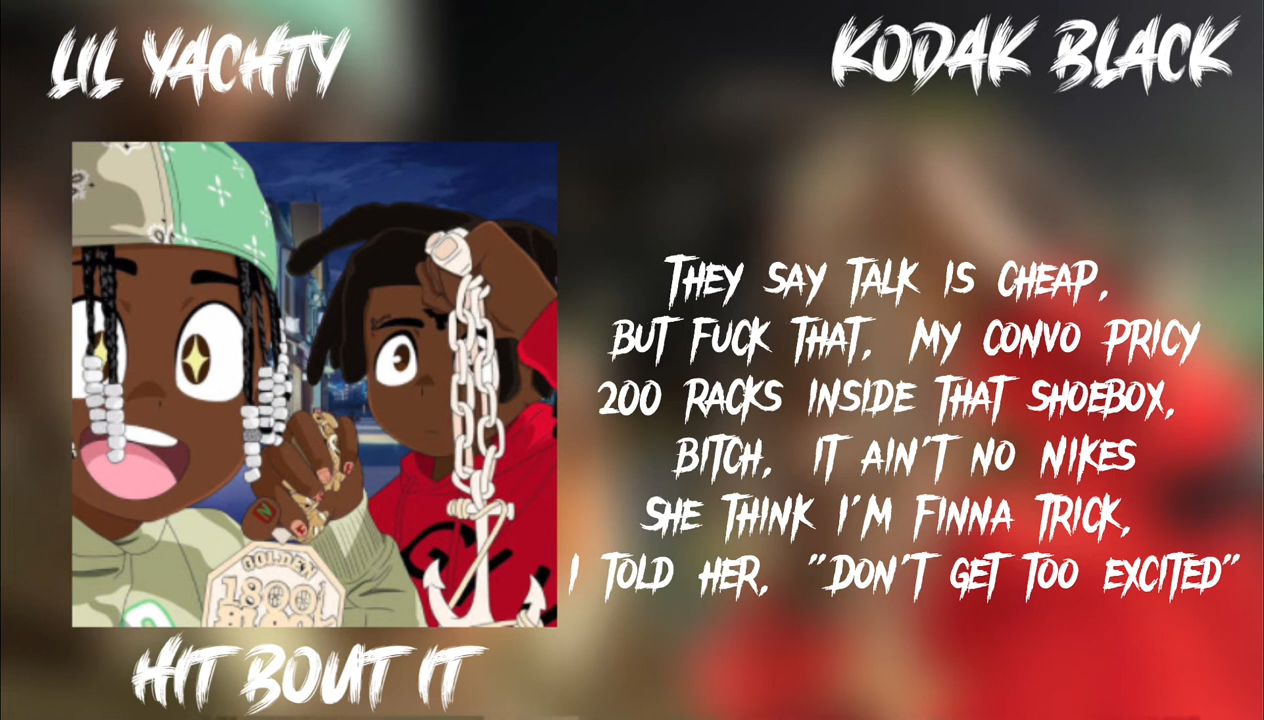 LIL YACHTY
KODAK BLACK
THEY SAY TALK IS CHEAP,
BUT FUCK THAT, MY CONVO PRICY
200 RACKS INSIDE THAT SHOEBOX,
BITCH, IT AIN'T NO NIKES
SHE THINK I'M FINNA TRICK,
I TOLD HER, "DON'T GET TOO EXCITED"
GOLDEN
1800
HIT BOUT IT